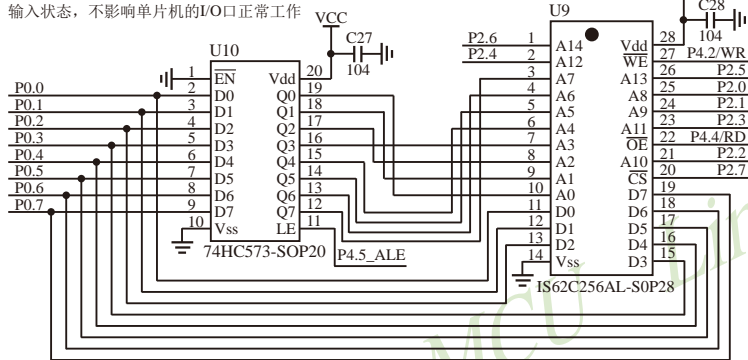 输入状态，不影响单片机的I/O口正常工作
VCC
C27
104
U10
1 EN Vdd 20
P0.0 2 D0 Q0 19
P0.1 3 D1 Q1 18
P0.2 4 D2 Q2 17
P0.3 5 D3 Q3 16
P0.4 6 D4 Q4 15
P0.5 7 D5 Q5 14
P0.6 8 D6 Q6 13
P0.7 9 D7 Q7 12
10 Vss LE 11
74HC573-SOP20
P4.5_ALE
U9
C28
104
P2.6 1 A14 Vdd 28
P2.4 2 A12 WE 27 P4.2/WR
3 A7 A13 26 P2.5
4 A6 A8 25 P2.0
5 A5 A9 24 P2.1
6 A4 A11 23 P2.3
7 A3 OE 22 P4.4/RD
8 A2 A10 21 P2.2
9 A1 CS 20 P2.7
10 A0 D7 19
11 D0 D6 18
12 D1 D5 17
13 D2 D4 16
14 Vss D3 15
IS62C256AL-S0P28
MCU Lim